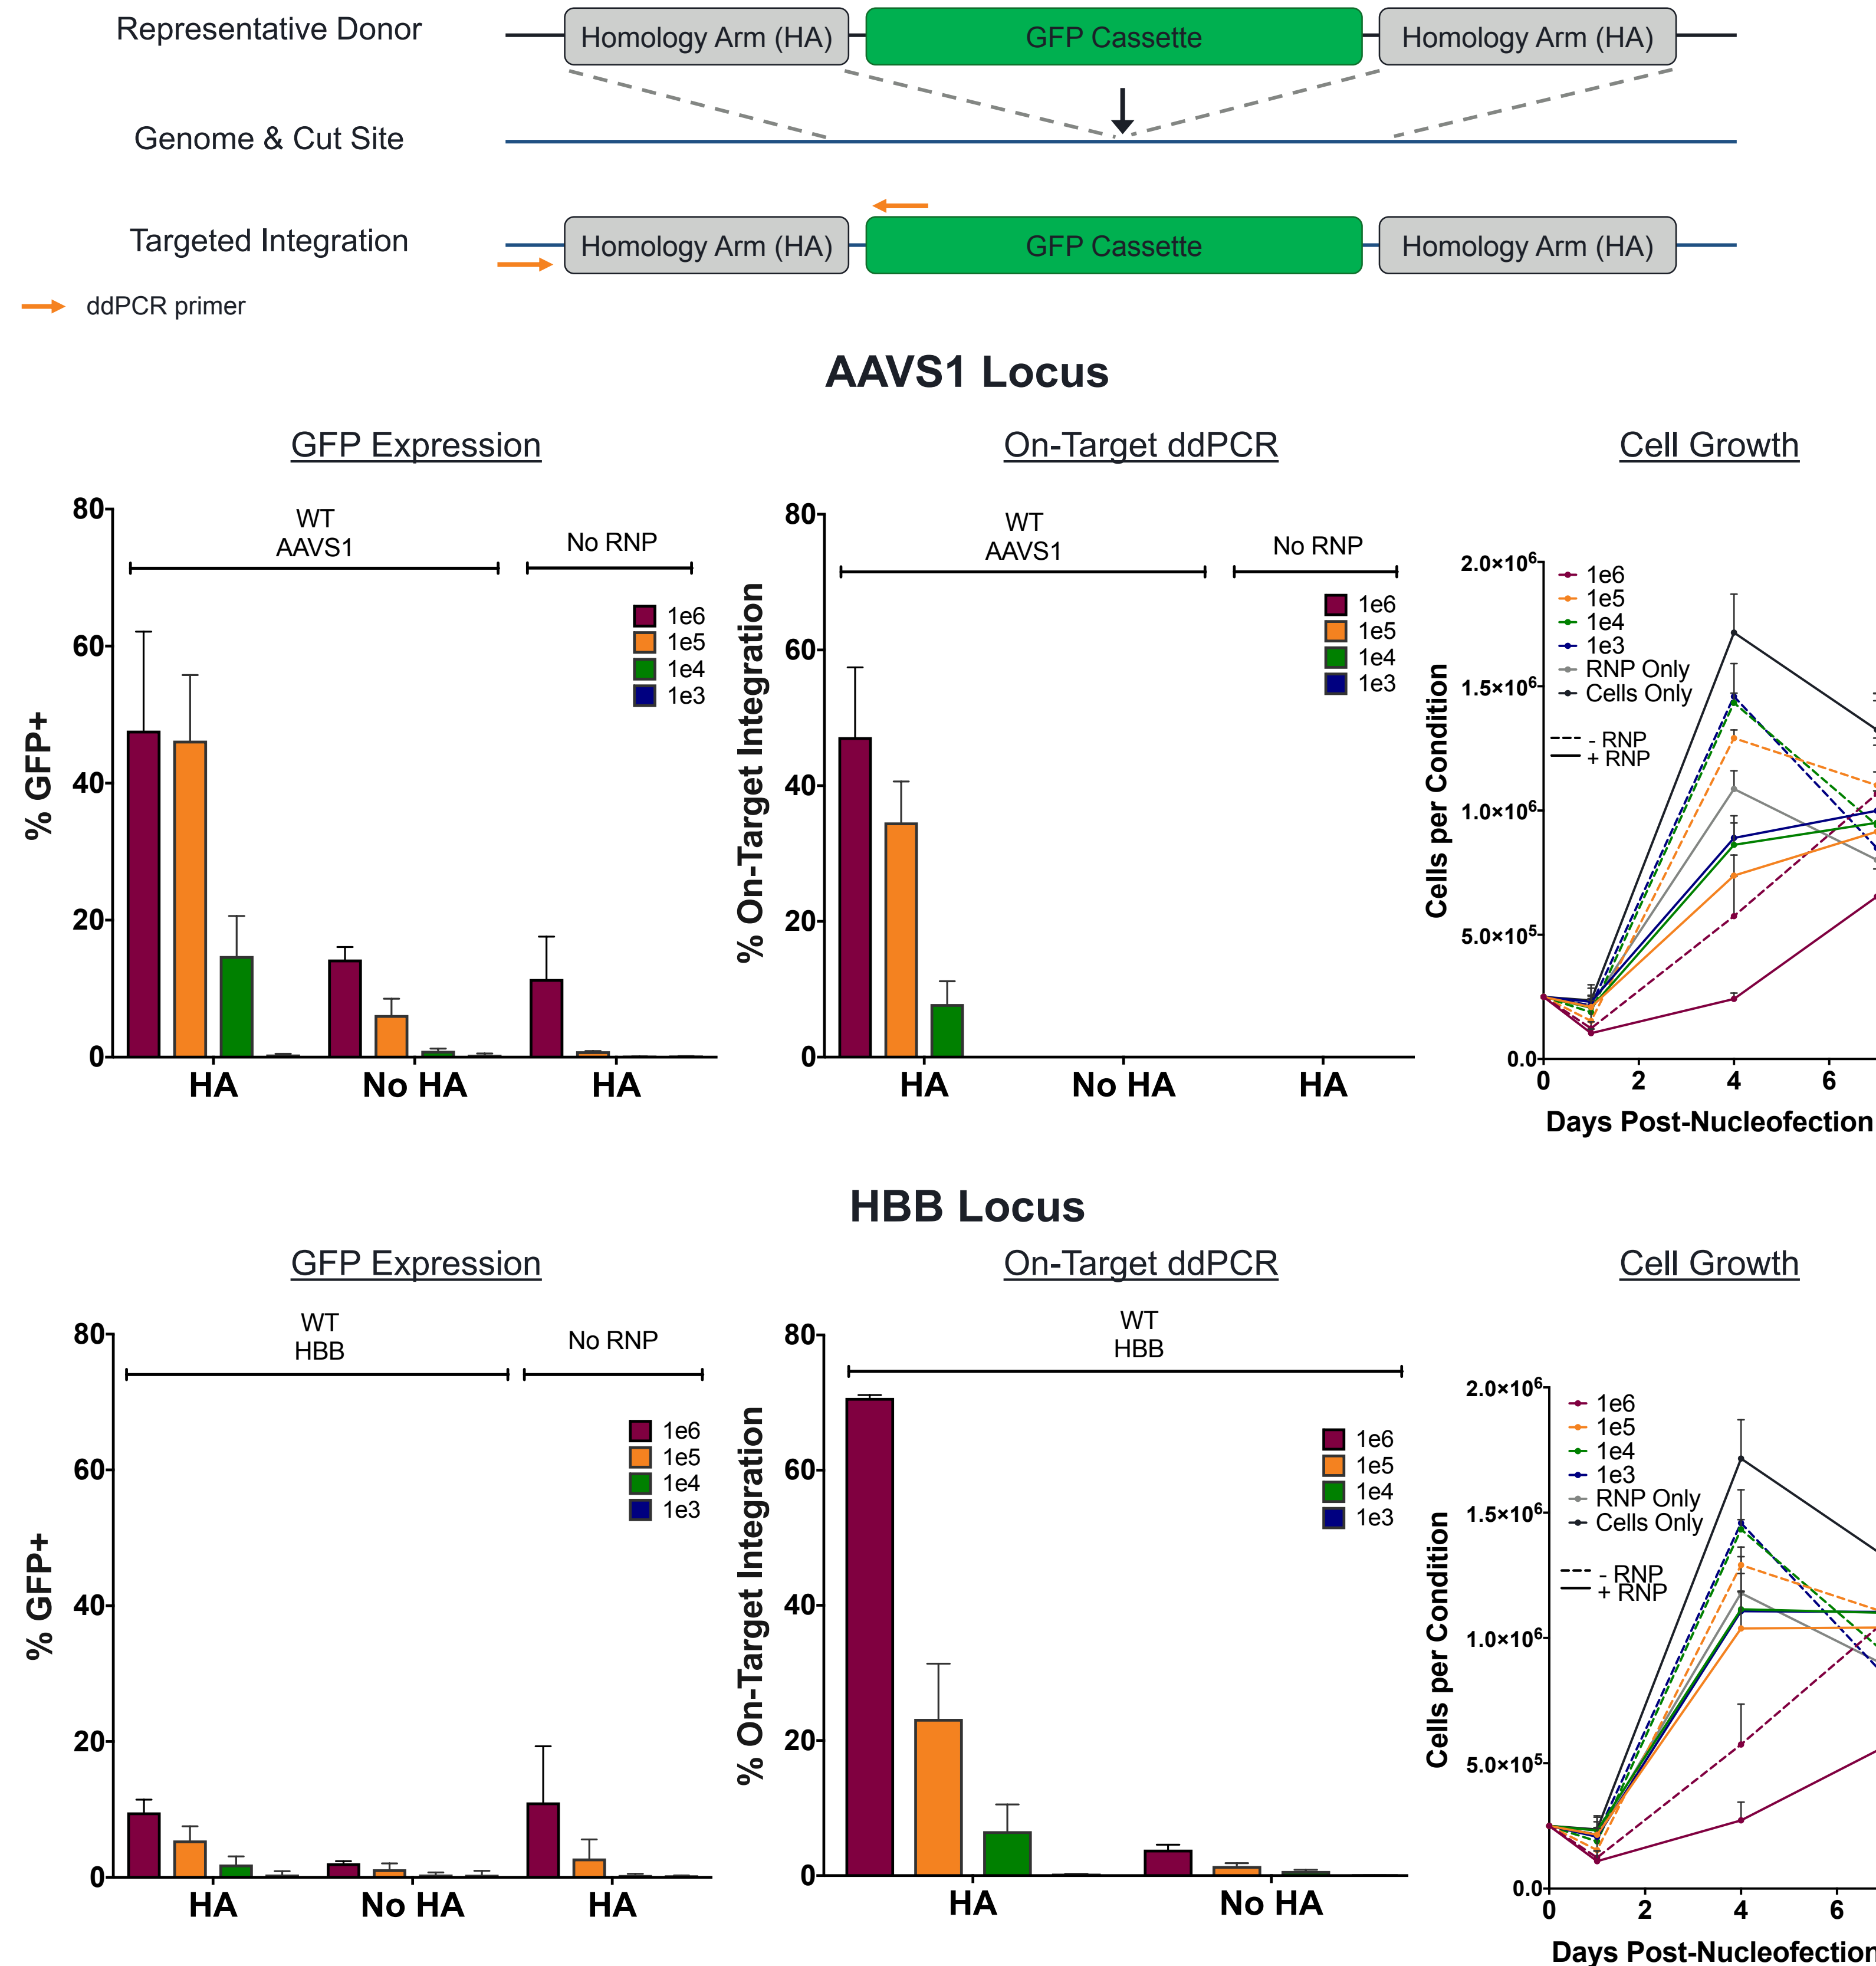 Representative Donor
Homology Arm (HA)
GFP Cassette
Homology Arm (HA)
Genome & Cut Site
Targeted Integration
Homology Arm (HA)
GFP Cassette
Homology Arm (HA)
ddPCR primer
AAVS1 Locus
GFP Expression
% GFP+
80
60
40
20
0
WT
AAVS1
No RNP
1e6
1e5
1e4
1e3
HA
No HA
HA
On-Target ddPCR
% On-Target Integration
80
60
40
20
0
WT
AAVS1
No RNP
1e6
1e5
1e4
1e3
HA
No HA
HA
Cell Growth
Cells per Condition
2.0×10⁶
1.5×10⁶
1.0×10⁶
5.0×10⁵
0.0
1e6
1e5
1e4
1e3
RNP Only
Cells Only
- RNP
+ RNP
0 2 4 6
Days Post-Nucleofection
HBB Locus
GFP Expression
% GFP+
80
60
40
20
0
WT
HBB
No RNP
1e6
1e5
1e4
1e3
HA
No HA
HA
On-Target ddPCR
% On-Target Integration
80
60
40
20
0
WT
HBB
1e6
1e5
1e4
1e3
HA
No HA
Cell Growth
Cells per Condition
2.0×10⁶
1.5×10⁶
1.0×10⁶
5.0×10⁵
0.0
1e6
1e5
1e4
1e3
RNP Only
Cells Only
- RNP
+ RNP
0 2 4 6
Days Post-Nucleofection